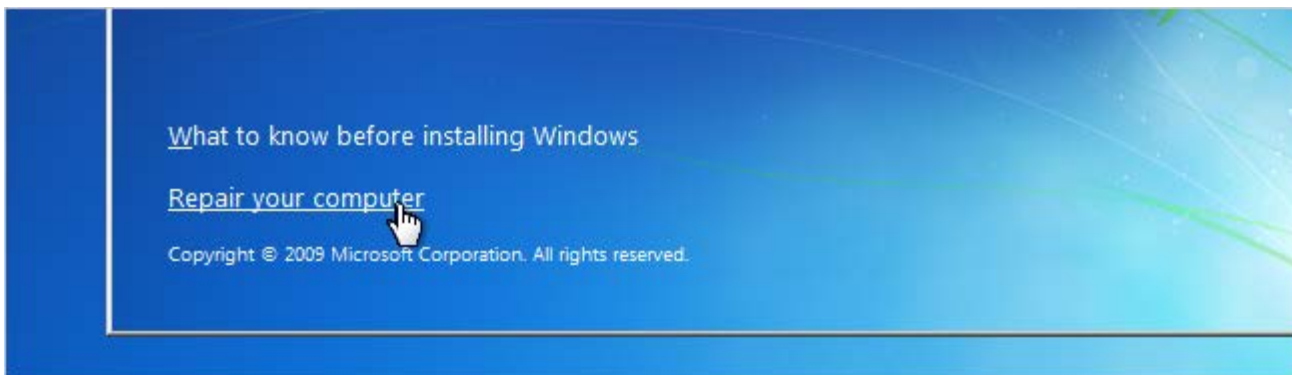 What to know before installing Windows
Repair your computer
Copyright © 2009 Microsoft Corporation. All rights reserved.